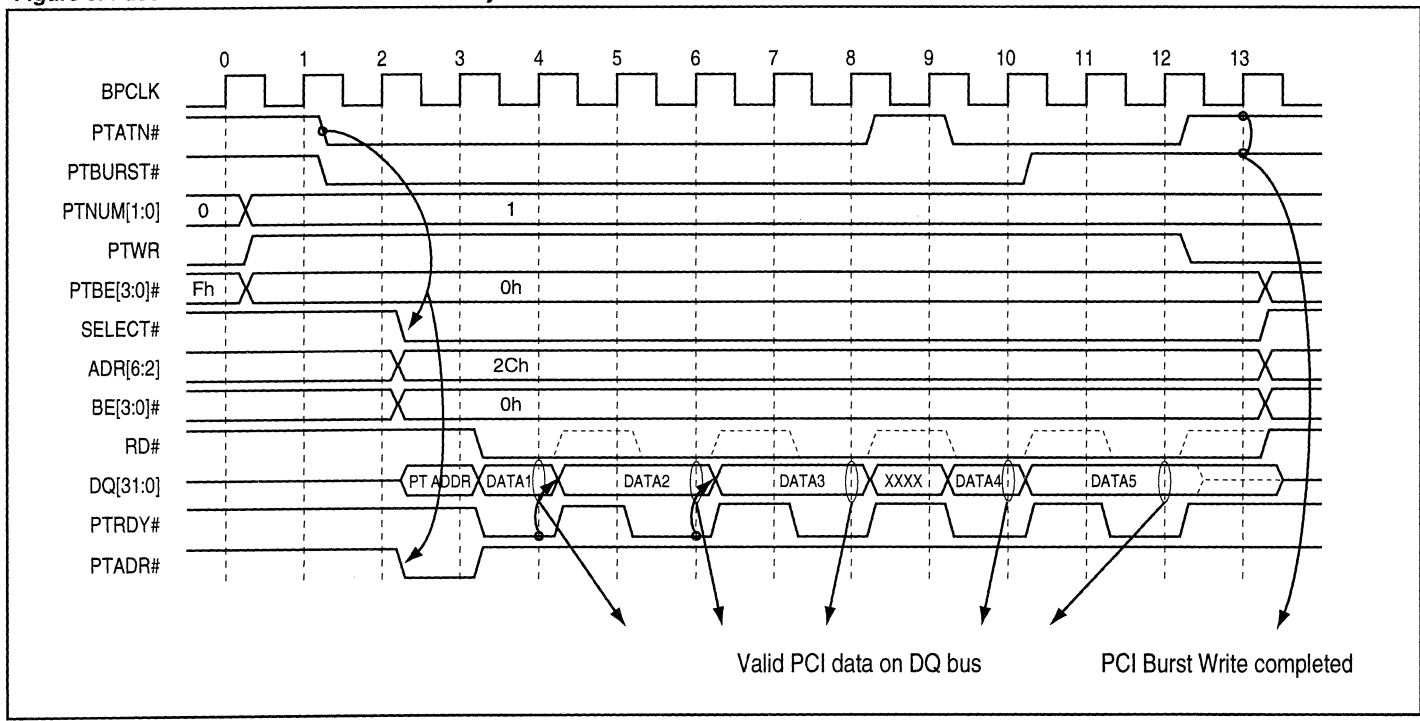 0 1 2 3 4 5 6 7 8 9 10 11 12 13
BPCLK
PTATN#
PTBURST#
PTNUM[1:0] 0 1
PTWR
PTBE[3:0]# Fh 0h
SELECT#
ADR[6:2] 2Ch
BE[3:0]# 0h
RD#
DQ[31:0] PT ADDR DATA1 DATA2 DATA3 XXXX DATA4 DATA5
PTRDY#
PTADR#
Valid PCI data on DQ bus PCI Burst Write completed